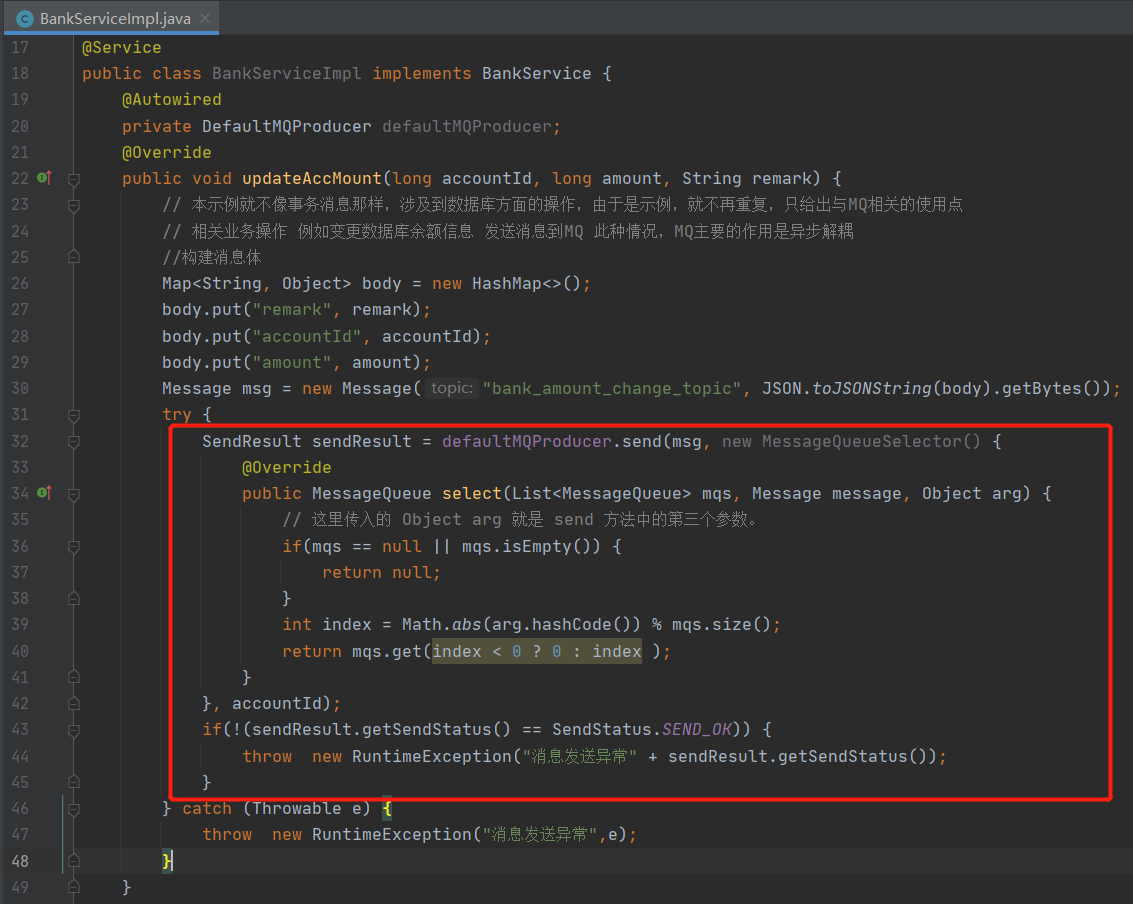 BankServiceImpl.java
17 @Service
18 public class BankServiceImpl implements BankService {
19 @Autowired
20 private DefaultMQProducer defaultMQProducer;
21 @Override
22 public void updateAccMount(long accountId, long amount, String remark) {
23 // 本示例就不像事务消息那样，涉及到数据库方面的操作，由于是示例，就不再重复，只给出与MQ相关的使用点
24 // 相关业务操作 例如变更数据库余额信息 发送消息到MQ 此种情况，MQ主要的作用是异步解耦
25 //构建消息体
26 Map<String, Object> body = new HashMap<>();
27 body.put("remark", remark);
28 body.put("accountId", accountId);
29 body.put("amount", amount);
30 Message msg = new Message( topic: "bank_amount_change_topic", JSON.toJSONString(body).getBytes());
31 try {
32 SendResult sendResult = defaultMQProducer.send(msg, new MessageQueueSelector() {
33 @Override
34 public MessageQueue select(List<MessageQueue> mqs, Message message, Object arg) {
35 // 这里传入的 Object arg 就是 send 方法中的第三个参数。
36 if(mqs == null || mqs.isEmpty()) {
37 return null;
38 }
39 int index = Math.abs(arg.hashCode()) % mqs.size();
40 return mqs.get(index < 0 ? 0 : index );
41 }
42 }, accountId);
43 if(!(sendResult.getSendStatus() == SendStatus.SEND_OK)) {
44 throw  new RuntimeException("消息发送异常" + sendResult.getSendStatus());
45 }
46 } catch (Throwable e) {
47 throw  new RuntimeException("消息发送异常",e);
48 }
49 }